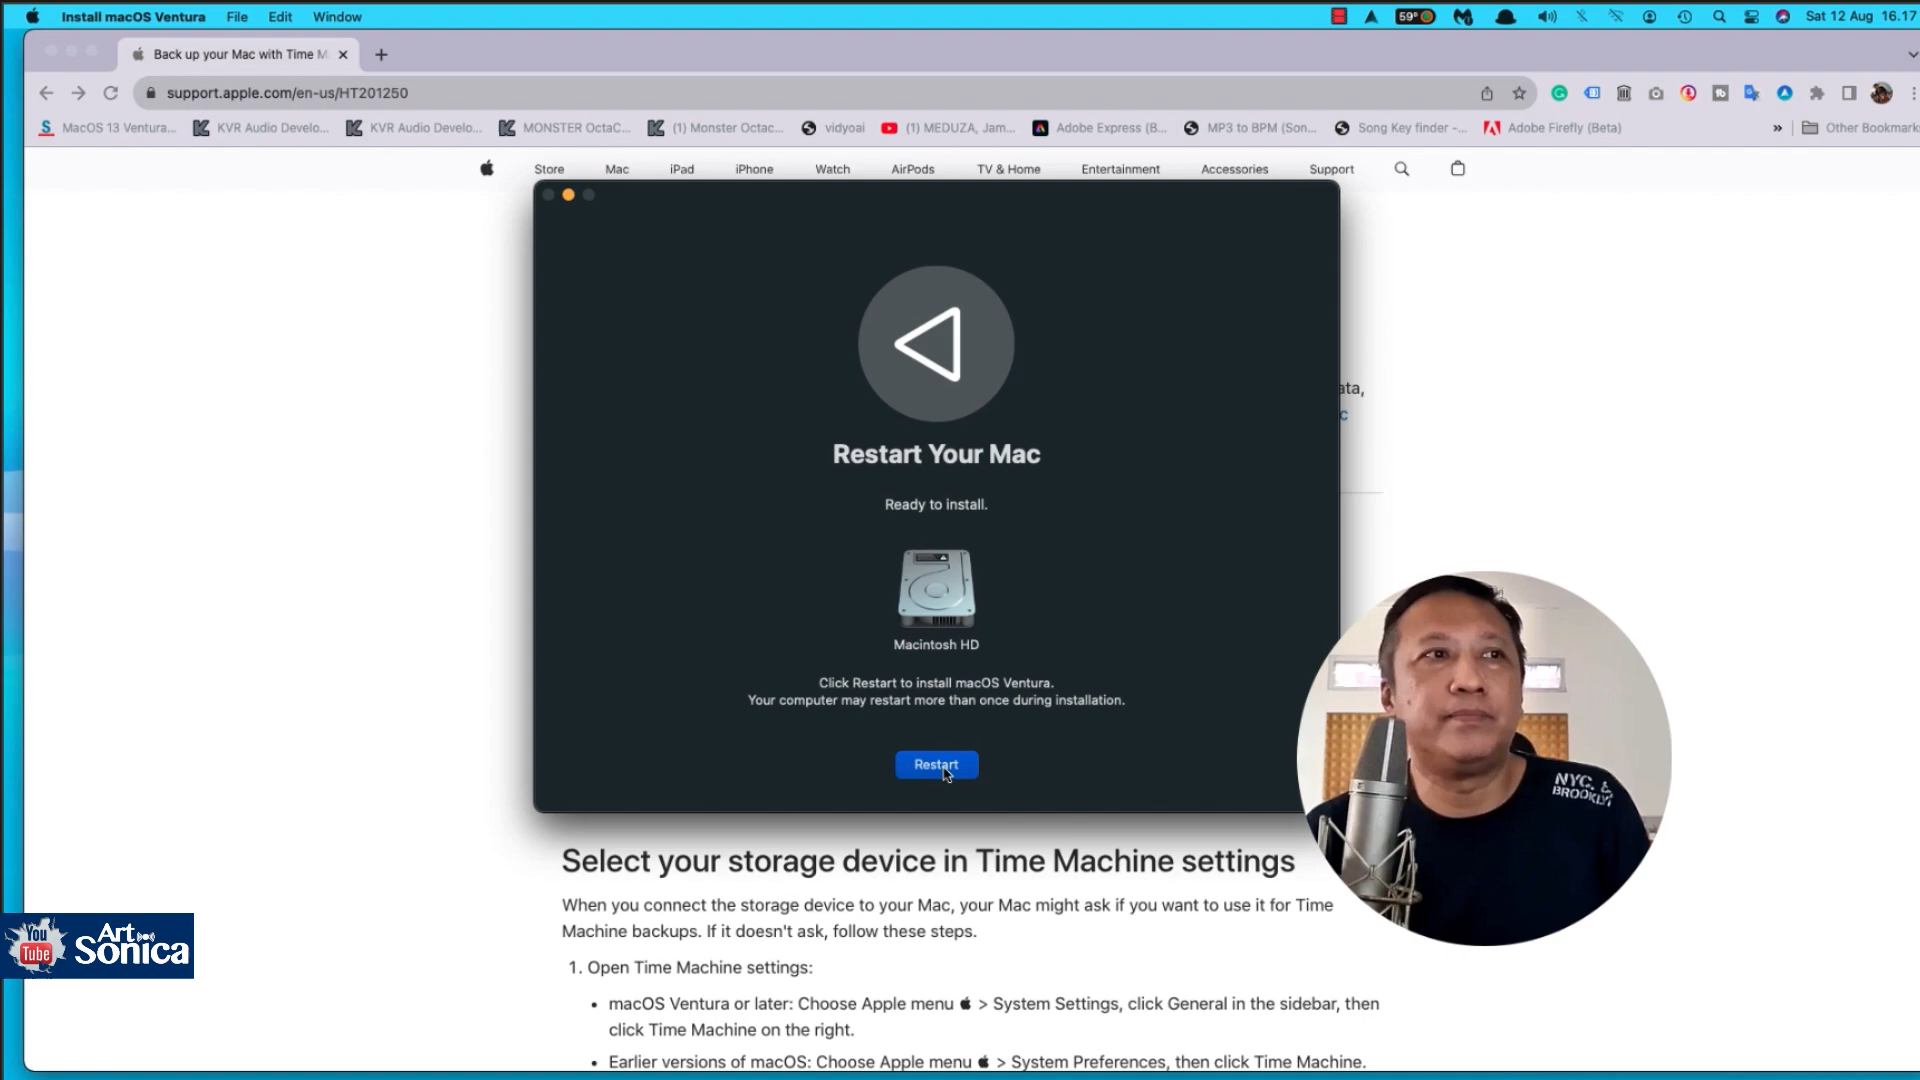 Install macOS Ventura File Edit Window 59° Sat 12 Aug 16.17
Back up your Mac with Time M
support.apple.com/en-us/HT201250
MacOS 13 Ventura... KVR Audio Develo... KVR Audio Develo... MONSTER OctaC... (1) Monster Octac... vidyoai (1) MEDUZA, Jam... Adobe Express (B... MP3 to BPM (Son... Song Key finder -... Adobe Firefly (Beta) » Other Bookmark
Store Mac iPad iPhone Watch AirPods TV & Home Entertainment Accessories Support
ata,
c
Restart Your Mac
Ready to install.
Macintosh HD
Click Restart to install macOS Ventura.
Your computer may restart more than once during installation.
Restart
NYC. &
BROOKLYN
Select your storage device in Time Machine settings
When you connect the storage device to your Mac, your Mac might ask if you want to use it for Time
Machine backups. If it doesn't ask, follow these steps.
1. Open Time Machine settings:
• macOS Ventura or later: Choose Apple menu > System Settings, click General in the sidebar, then
click Time Machine on the right.
• Earlier versions of macOS: Choose Apple menu > System Preferences, then click Time Machine.
You
Tube
Art
Sonica